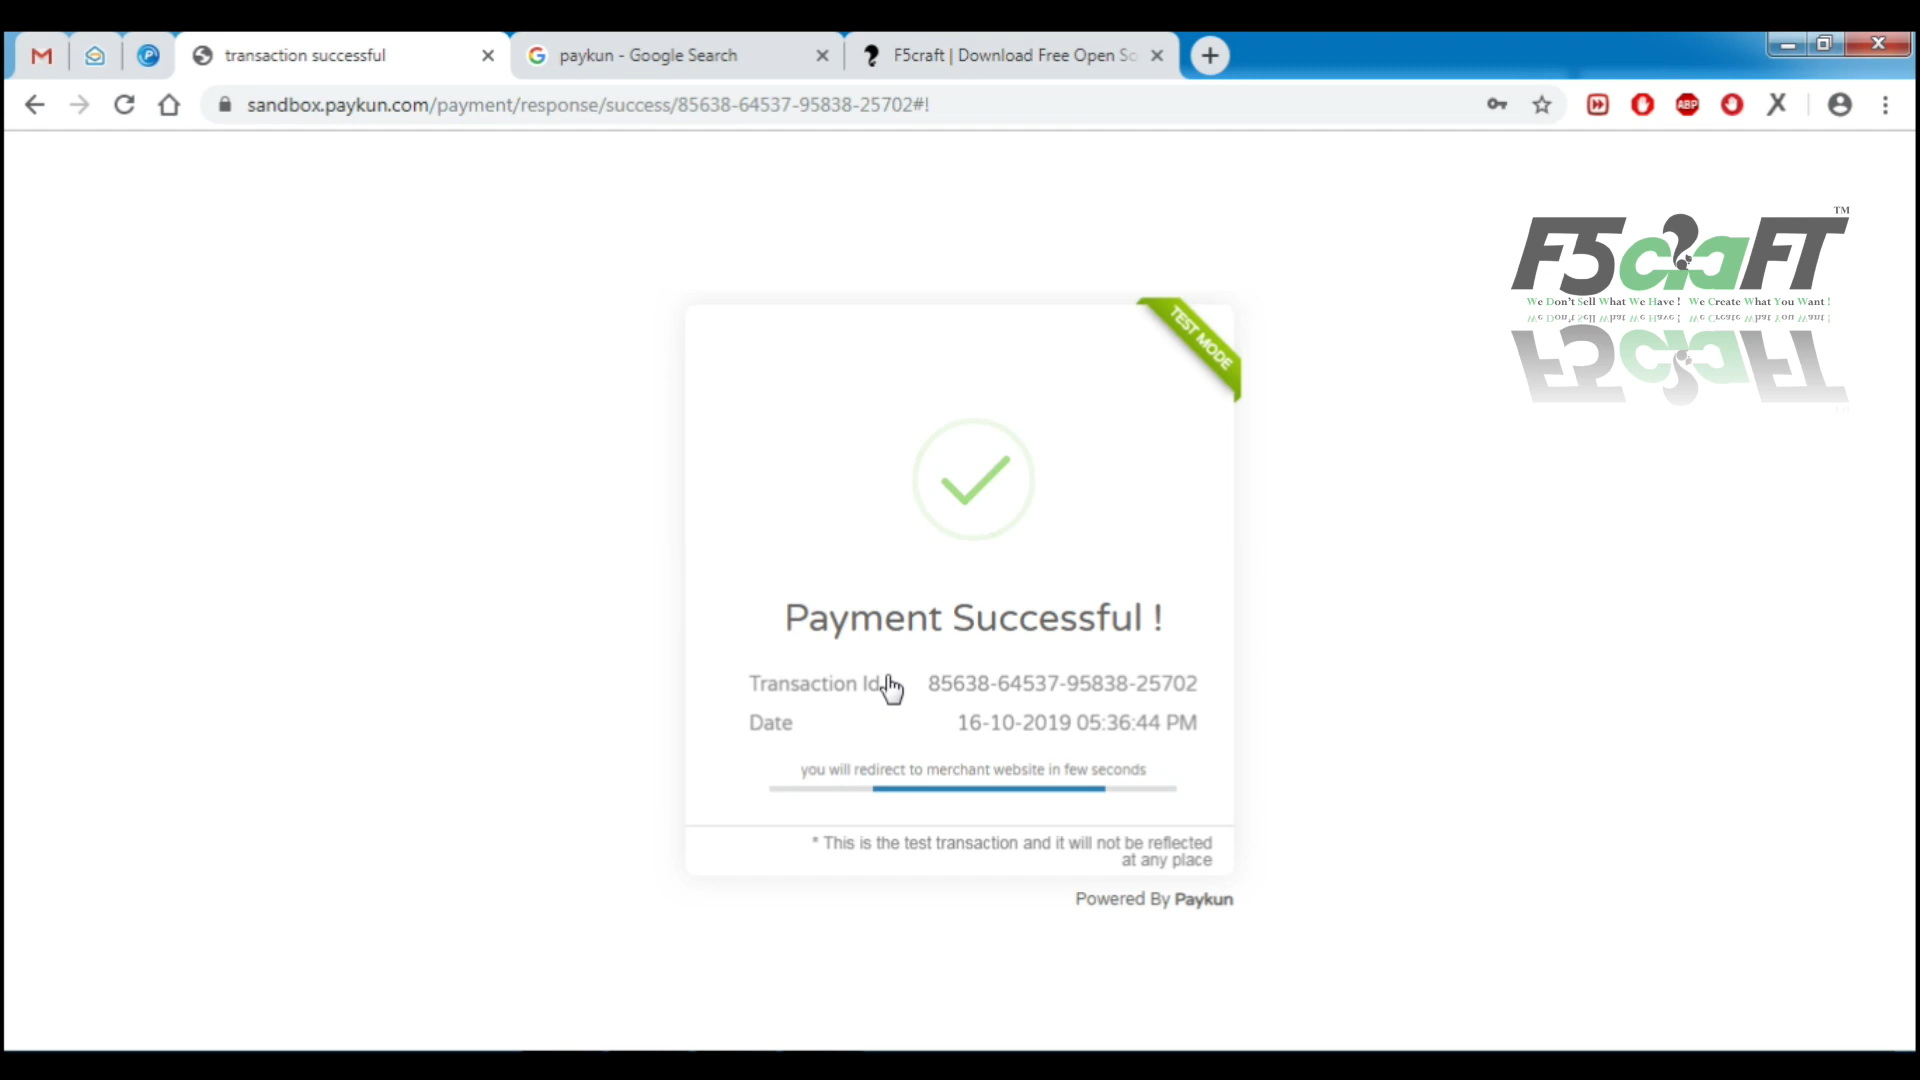 transaction successful
paykun - Google Search
F5craft | Download Free Open So
sandbox.paykun.com/payment/response/success/85638-64537-95838-25702#!
ABP
F5craFT
TM
We Don't Sell What We Have ! We Create What You Want !
TEST MODE
Payment Successful !
Transaction Id 85638-64537-95838-25702
Date 16-10-2019 05:36:44 PM
you will redirect to merchant website in few seconds
* This is the test transaction and it will not be reflected
at any place
Powered By Paykun